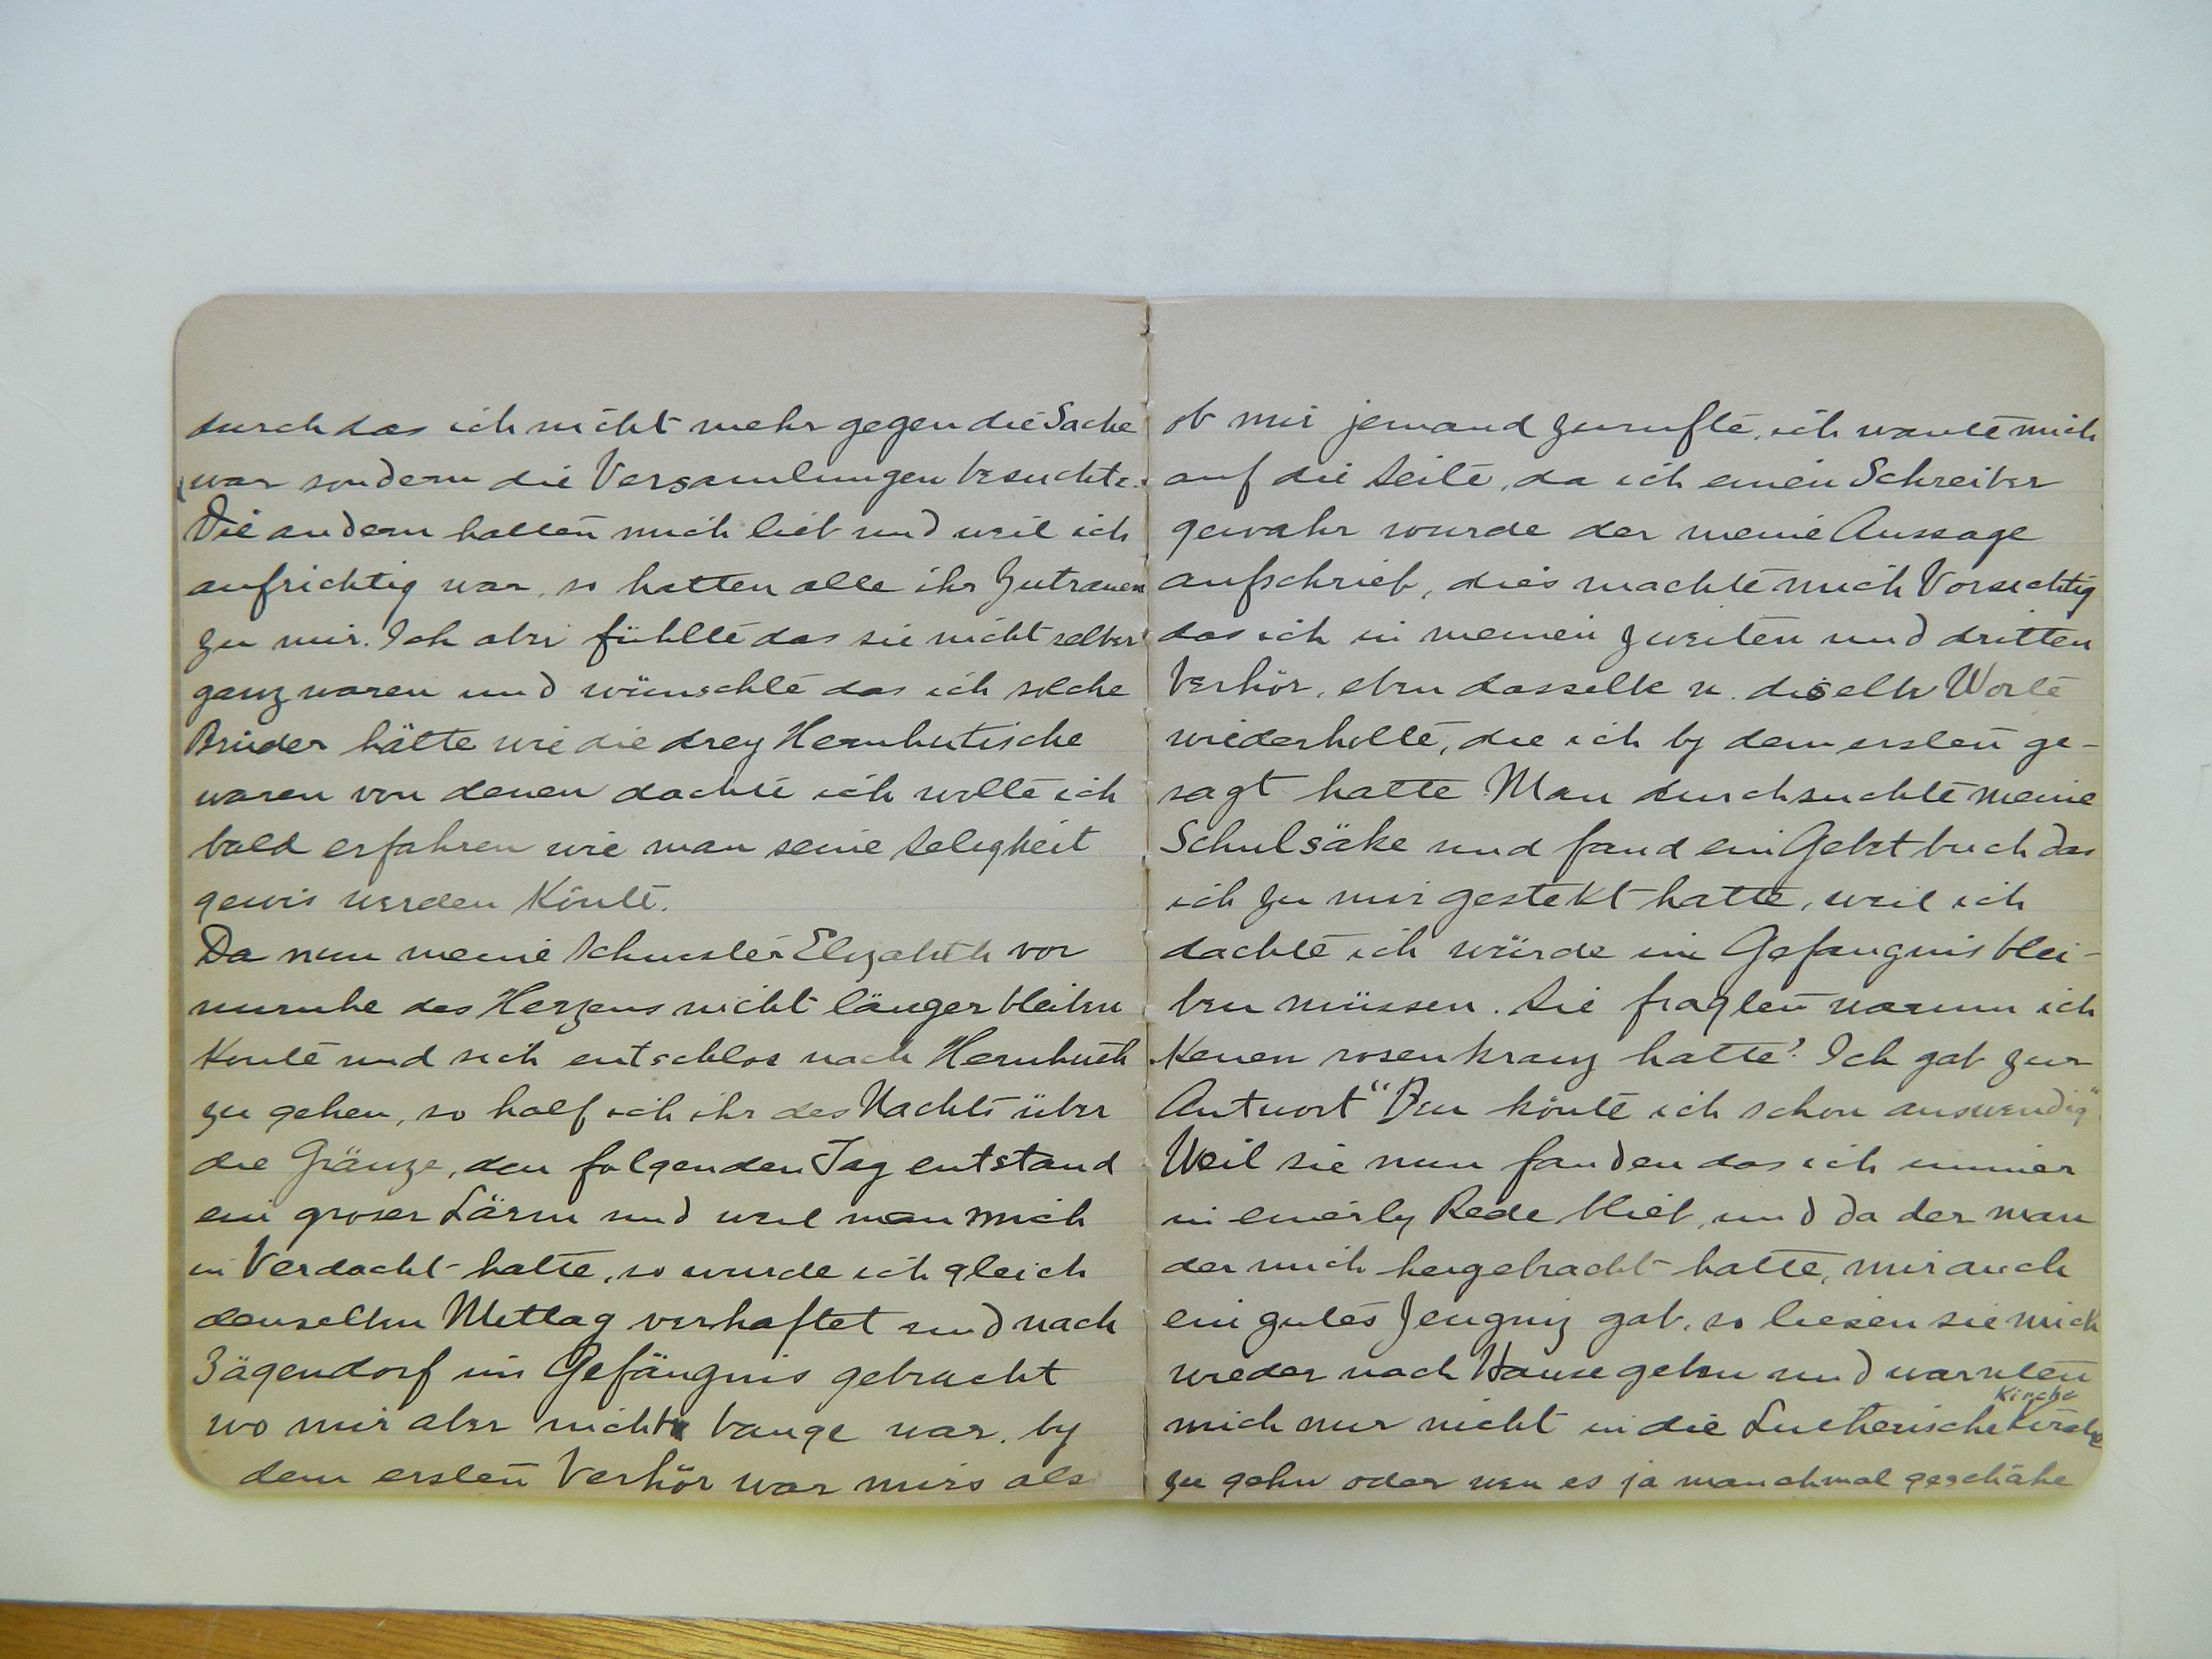 durch das ich nicht mehr gegen die Sache
war sondern die Versamlungen besuchte.
Die andern hatten mich lieb und weil ich
aufrichtig war, so hatten alle ihr Zutrauen
zu mir. Ich aber fühlte das sie nicht selber
ganz waren und wünschte das ich solche
Brüder hätte wie die drey Hernhutische
waren von denen dachte ich wolte ich
bald erfahren wie man seine Seligkeit
gewis werden könte.
Da nun meine Schwester Elizabeth vor
unruhe des Herzens nicht länger bleiben
konte und sich entschlos nach Hernhuth
zu gehen, so half ich ihr des Nachts über
die Gränze, den folgenden Tag entstand
ein groser Lärm und weil man mich
in Verdacht hatte, so wurde ich gleich
denselben Mittag verhaftet und nach
Jägendorf ins Gefängnis gebracht
wo mir aber nicht bange war. by
dem ersten Verhör war mirs als
ob mir jemand zurufte, ich wante mich
auf die Seite, da ich einen Schreiber
gewahr wurde der meine Aussage
aufschrieb, dies machte mich Vorsichtig
das ich in meinen zweiten und dritten
Verhör, eben dasselbe u. diselbe Worte
wiederholte, die ich by dem ersten ge-
sagt hatte Man durchsuchte meine
Schulsäke und fand ein Gebetbuch das
ich zu mir gestekt hatte, weil ich
dachte ich würde im Gefangnis blei-
ben müssen. Sie fragten warum ich
kenen rosenkranz hatte? Ich gab zur
Antwort "Den könte ich schon auswendig"
Weil sie nun fanden das ich immer
in einerly Rede blieb, und da der man
der mich hergebracht hatte, mir auch
ein gutes Zeugniz gab, so liesen sie mich
wieder nach Hause gehen und warnten
mich nur nicht in die Lutherische Kirche
Kirche
zu gehn oder wen es ja manchmal geschähe